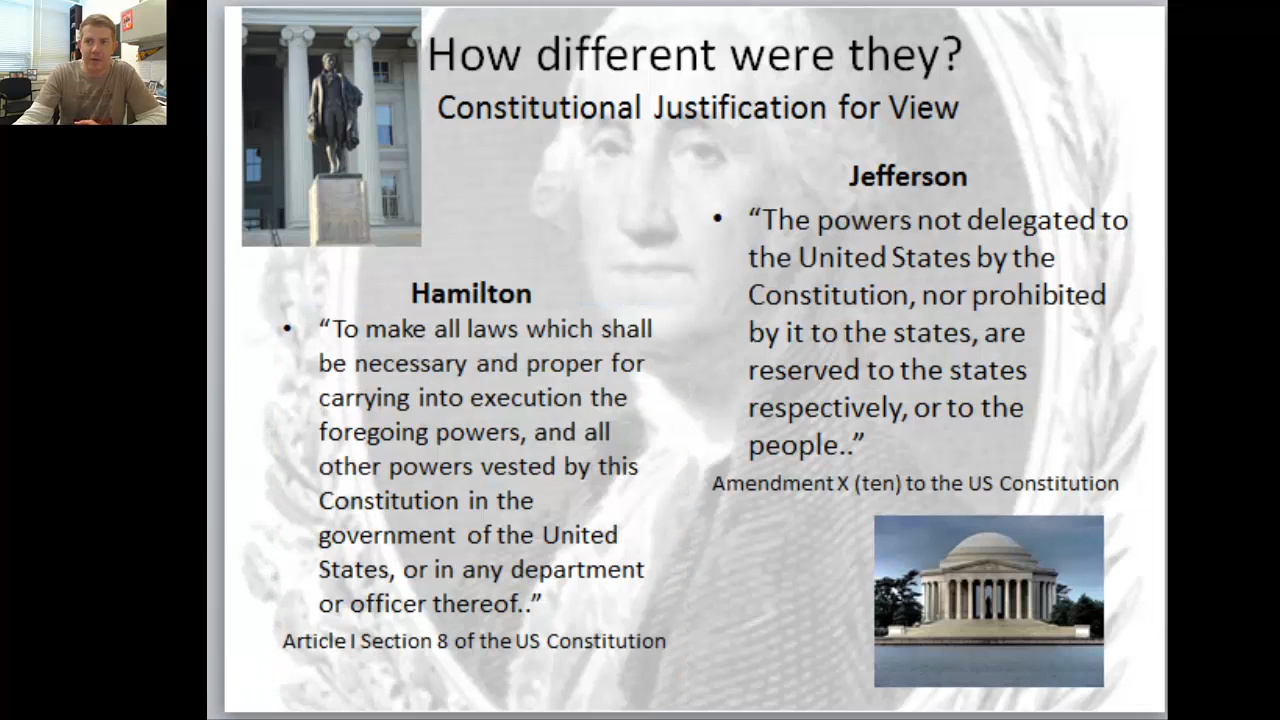 How different were they?
Constitutional Justification for View
Hamilton
• “To make all laws which shall
be necessary and proper for
carrying into execution the
foregoing powers, and all
other powers vested by this
Constitution in the
government of the United
States, or in any department
or officer thereof..”
Article I Section 8 of the US Constitution
Jefferson
• “The powers not delegated to
the United States by the
Constitution, nor prohibited
by it to the states, are
reserved to the states
respectively, or to the
people..”
Amendment X (ten) to the US Constitution